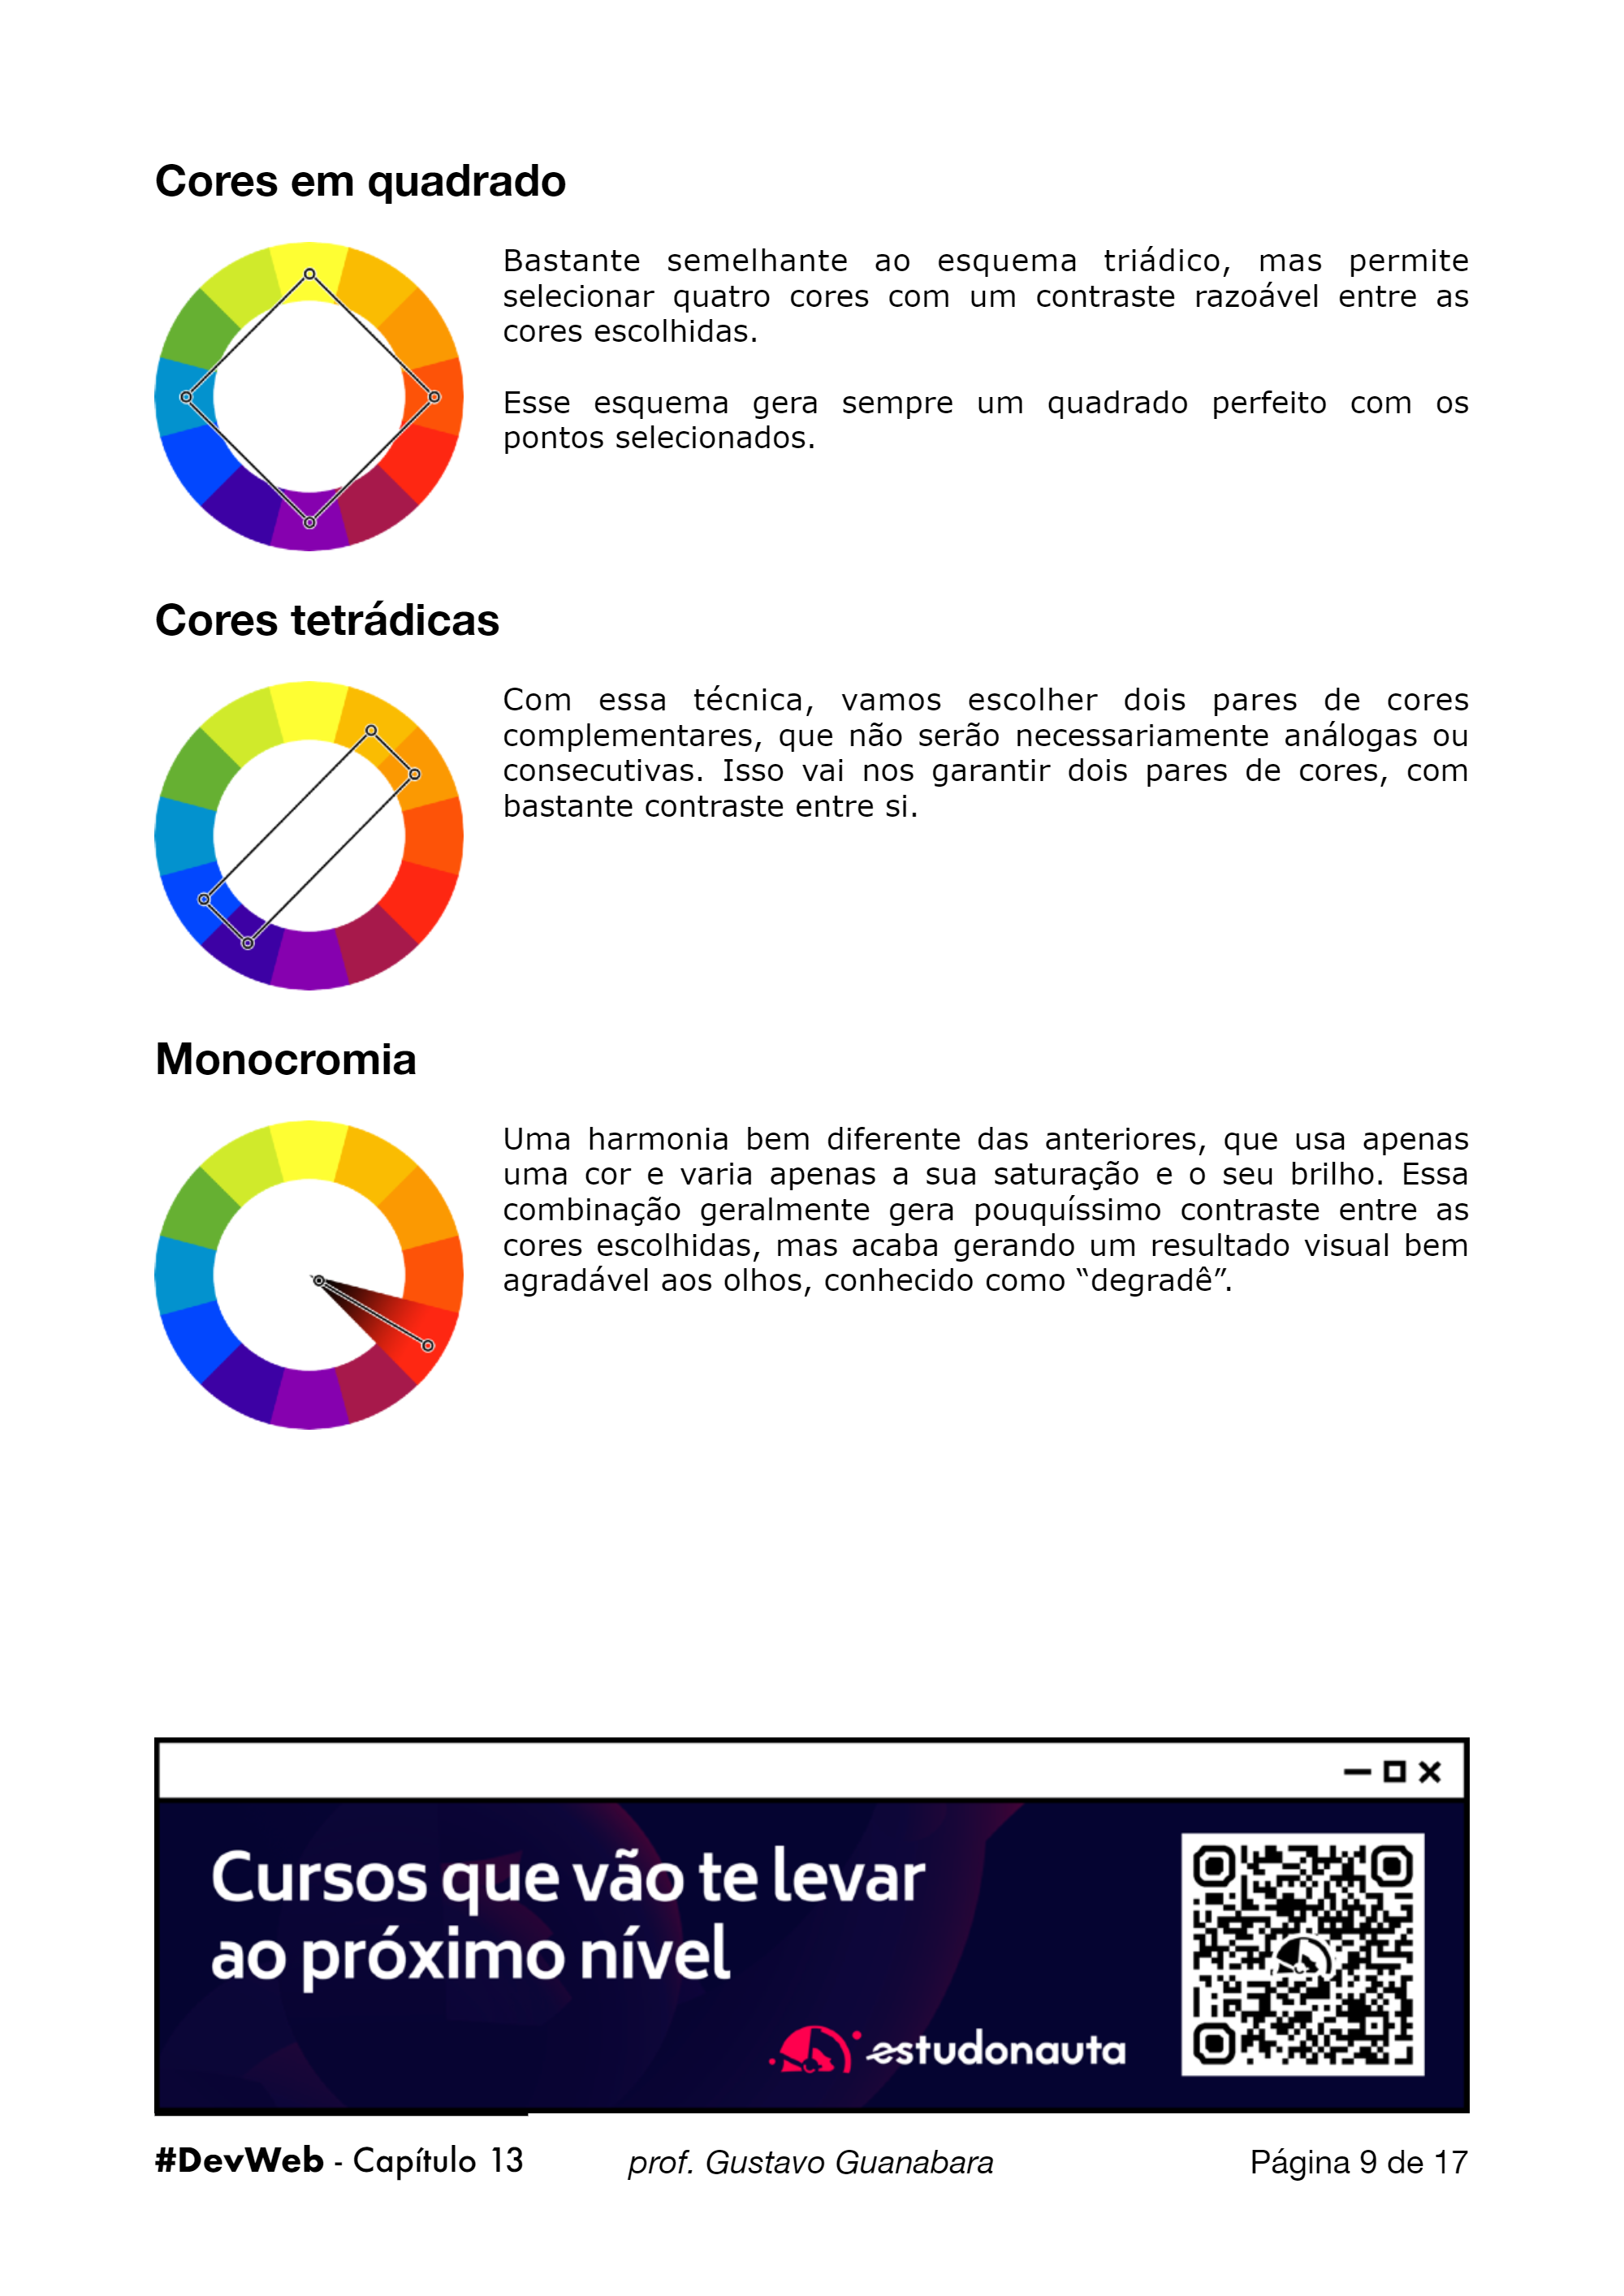 Cores em quadrado
Bastante semelhante ao esquema triádico, mas permite
selecionar quatro cores com um contraste razoável entre as
cores escolhidas.
Esse esquema gera sempre um quadrado perfeito com os
pontos selecionados.
Cores tetrádicas
Com essa técnica, vamos escolher dois pares de cores
complementares, que não serão necessariamente análogas ou
consecutivas. Isso vai nos garantir dois pares de cores, com
bastante contraste entre si.
Monocromia
Uma harmonia bem diferente das anteriores, que usa apenas
uma cor e varia apenas a sua saturação e o seu brilho. Essa
combinação geralmente gera pouquíssimo contraste entre as
cores escolhidas, mas acaba gerando um resultado visual bem
agradável aos olhos, conhecido como “degradê”.
Cursos que vão te levar
ao próximo nível
estudonauta
#DevWeb - Capítulo 13 prof. Gustavo Guanabara Página 9 de 17